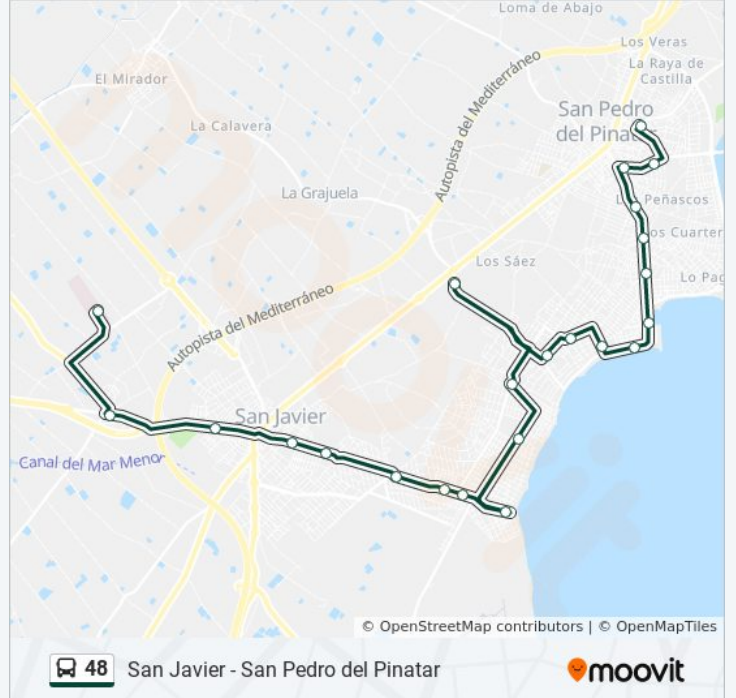 Loma de Abajo
Los Veras
La Raya de
Castilla
El Mirador
Autopista del Mediterráneo
San Pedro
del Pinat
La Calavera
La Grajuela
Peñascos
os Cuarter
Los Sáez
Lo Pag
Autopista del Mediterráneo
San Javier
Canal del Mar Menor
© OpenStreetMap contributors | © OpenMapTiles
48 San Javier - San Pedro del Pinatar
moovit